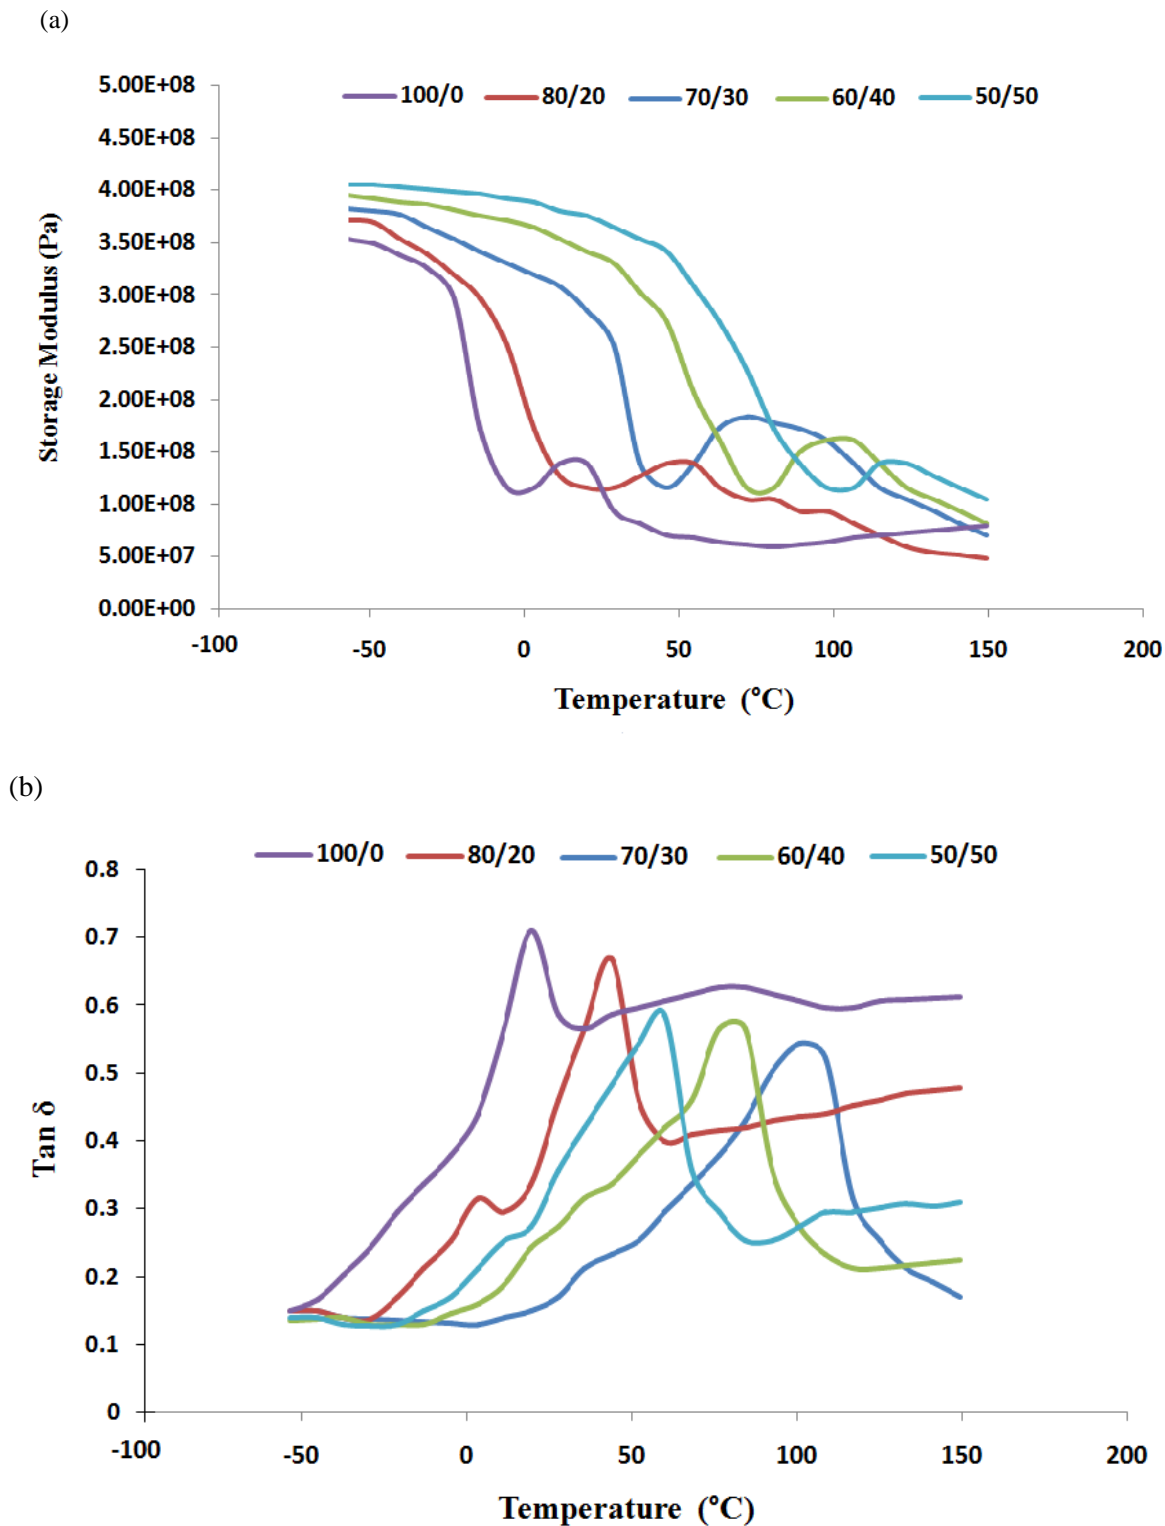 (a)
100/0 80/20 70/30 60/40 50/50
5.00E+08
4.50E+08
4.00E+08
3.50E+08
3.00E+08
2.50E+08
2.00E+08
1.50E+08
1.00E+08
5.00E+07
0.00E+00
Storage Modulus (Pa)
-100 -50 0 50 100 150 200
Temperature (°C)
(b)
100/0 80/20 70/30 60/40 50/50
0.8
0.7
0.6
0.5
0.4
0.3
0.2
0.1
0
Tan δ
-100 -50 0 50 100 150 200
Temperature (°C)